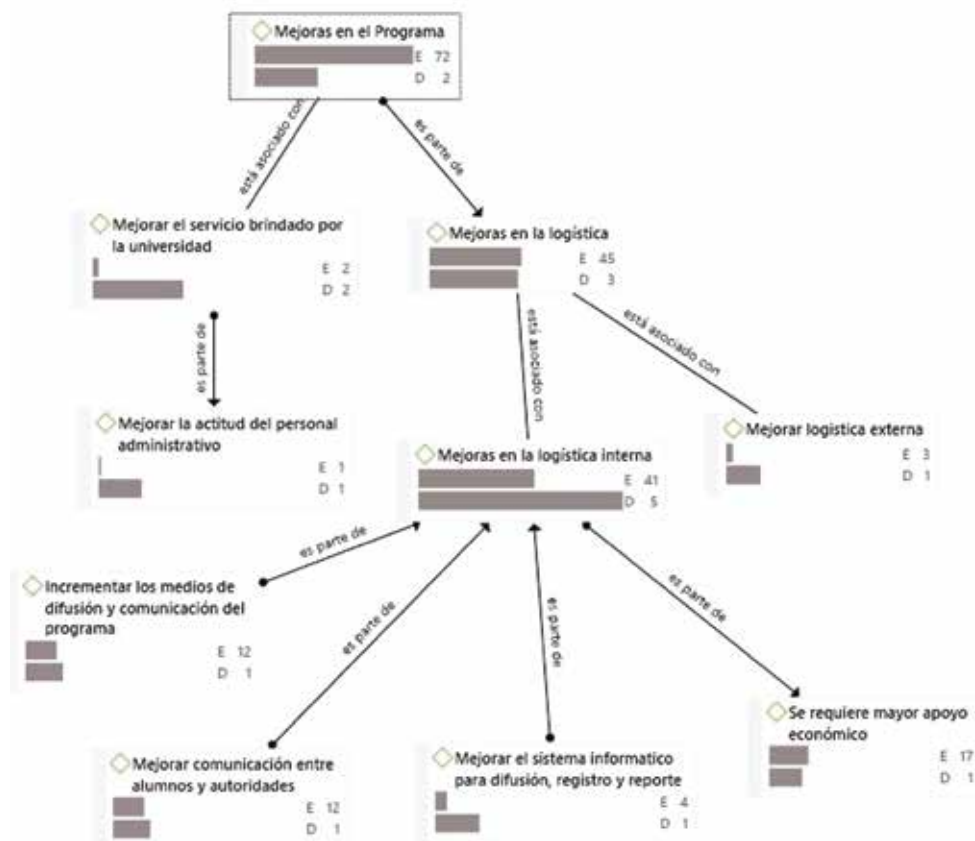 Mejoras en el Programa
E 72
D 2
está asociado con
es parte de
Mejorar el servicio brindado por
la universidad
E 2
D 2
Mejoras en la logística
E 45
D 3
es parte de
está asociado con
está asociado con
Mejorar la actitud del personal
administrativo
E 1
D 1
Mejoras en la logística interna
E 41
D 5
Mejorar logistica externa
E 3
D 1
es parte de
es parte de
es parte de
es parte de
Incrementar los medios de
difusión y comunicación del
programa
E 12
D 1
Mejorar comunicación entre
alumnos y autoridades
E 12
D 1
Mejorar el sistema informatico
para difusión, registro y reporte
E 4
D 1
Se requiere mayor apoyo
económico
E 17
D 1